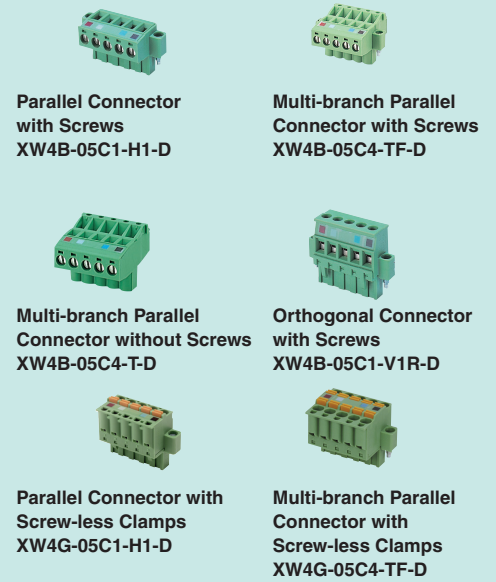 Parallel Connector
with Screws
XW4B-05C1-H1-D
Multi-branch Parallel
Connector with Screws
XW4B-05C4-TF-D
Multi-branch Parallel
Connector without Screws
XW4B-05C4-T-D
Orthogonal Connector
with Screws
XW4B-05C1-V1R-D
Parallel Connector with
Screw-less Clamps
XW4G-05C1-H1-D
Multi-branch Parallel
Connector with
Screw-less Clamps
XW4G-05C4-TF-D